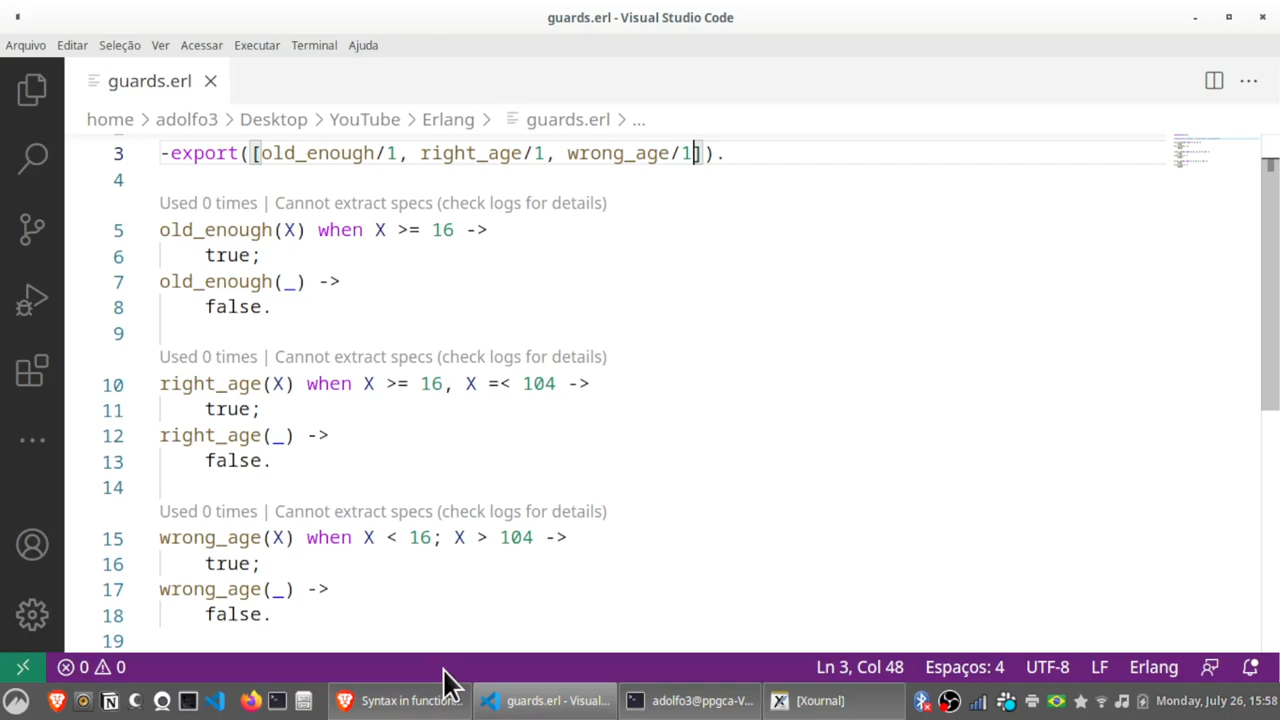 guards.erl - Visual Studio Code
Arquivo Editar Seleção Ver Acessar Executar Terminal Ajuda
guards.erl
home > adolfo3 > Desktop > YouTube > Erlang > guards.erl > ...
3 -export([old_enough/1, right_age/1, wrong_age/1]).
4
Used 0 times | Cannot extract specs (check logs for details)
5 old_enough(X) when X >= 16 ->
6 true;
7 old_enough(_) ->
8 false.
9
Used 0 times | Cannot extract specs (check logs for details)
10 right_age(X) when X >= 16, X =< 104 ->
11 true;
12 right_age(_) ->
13 false.
14
Used 0 times | Cannot extract specs (check logs for details)
15 wrong_age(X) when X < 16; X > 104 ->
16 true;
17 wrong_age(_) ->
18 false.
19
0 0 Ln 3, Col 48 Espaços: 4 UTF-8 LF Erlang
Syntax in function... guards.erl - Visual... adolfo3@ppgca-V... [Xournal] Monday, July 26, 15:58